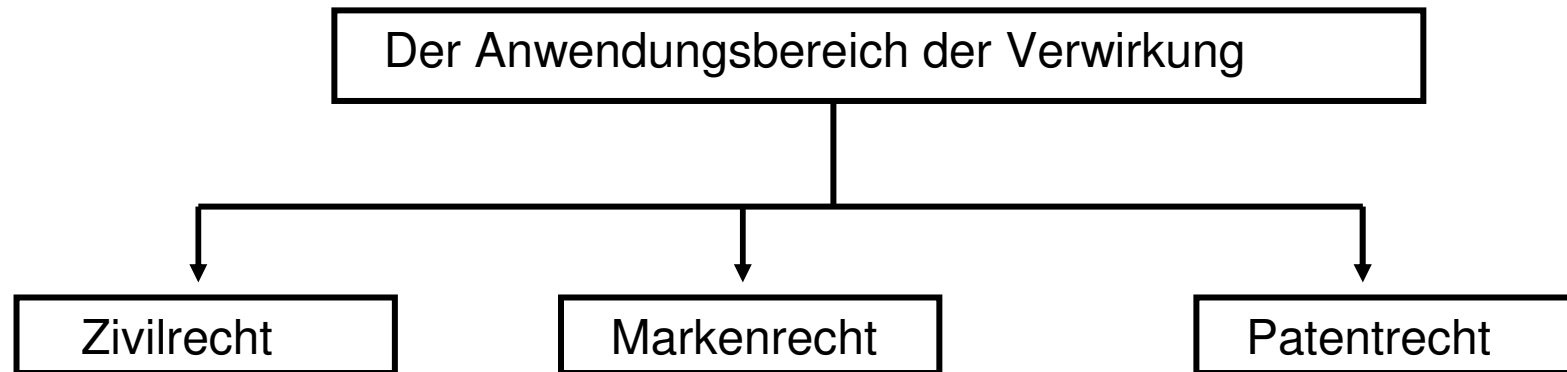 Der Anwendungsbereich der Verwirkung
Zivilrecht
Markenrecht
Patentrecht